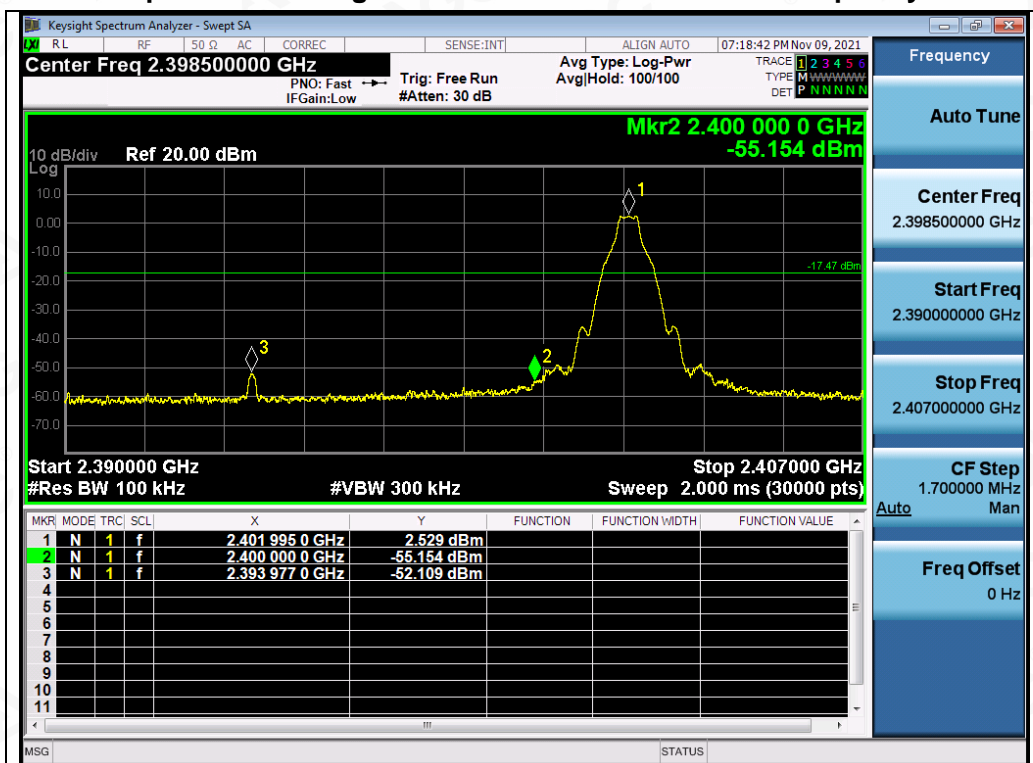 Keysight Spectrum Analyzer - Swept SA
LXI RL RF 50 Ω AC CORREC SENSE:INT ALIGN AUTO 07:18:42 PM Nov 09, 2021
Center Freq 2.398500000 GHz
PNO: Fast
IFGain:Low
Trig: Free Run
#Atten: 30 dB
Avg Type: Log-Pwr
Avg|Hold: 100/100
TRACE 1 2 3 4 5 6
TYPE M WWWWW
DET P N N N N N
Mkr2 2.400 000 0 GHz
-55.154 dBm
10 dB/div Ref 20.00 dBm
Log
10.0
0.00
-10.0
-20.0
-30.0
-40.0
-50.0
-60.0
-70.0
1
-17.47 dBm
3
2
Start 2.390000 GHz Stop 2.407000 GHz
#Res BW 100 kHz #VBW 300 kHz Sweep 2.000 ms (30000 pts)
MKR MODE TRC SCL X Y FUNCTION FUNCTION WIDTH FUNCTION VALUE
1 N 1 f 2.401 995 0 GHz 2.529 dBm
2 N 1 f 2.400 000 0 GHz -55.154 dBm
3 N 1 f 2.393 977 0 GHz -52.109 dBm
4
5
6
7
8
9
10
11
MSG STATUS
Frequency
Auto Tune
Center Freq
2.398500000 GHz
Start Freq
2.390000000 GHz
Stop Freq
2.407000000 GHz
CF Step
1.700000 MHz
Auto Man
Freq Offset
0 Hz